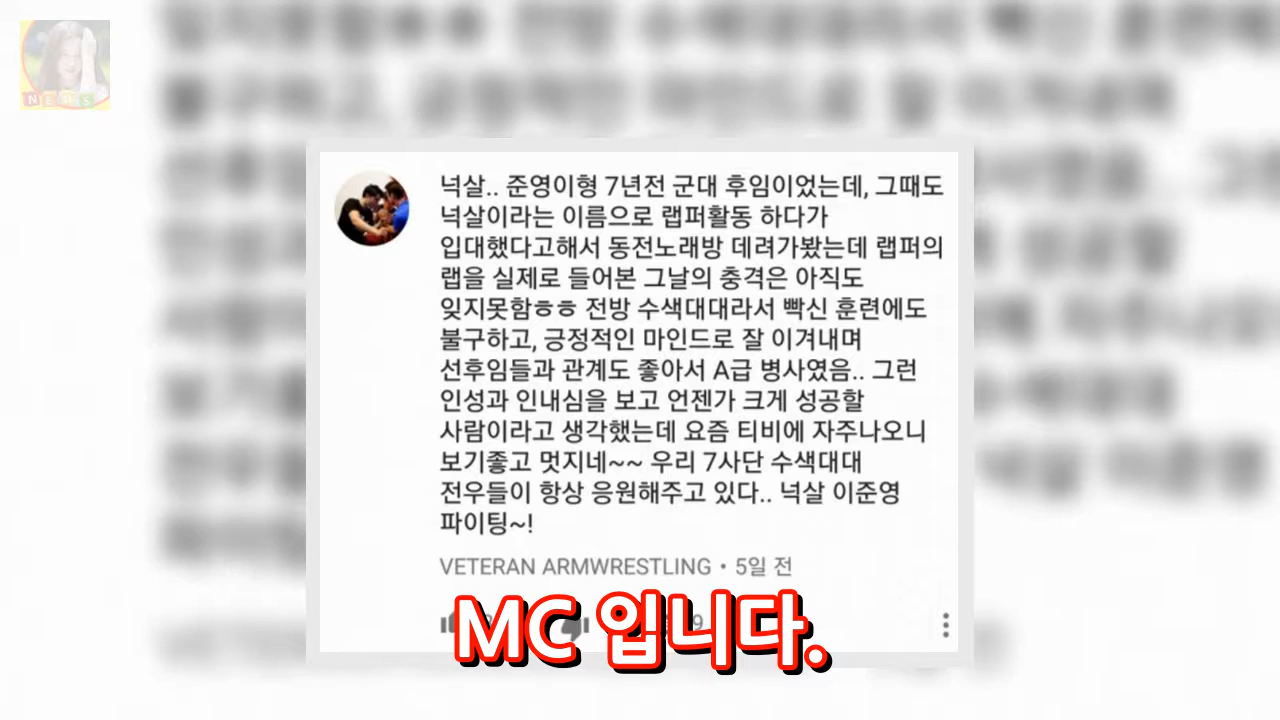 NEWS
넉살.. 준영이형 7년전 군대 후임이었는데, 그때도
넉살이라는 이름으로 랩퍼활동 하다가
입대했다고해서 동전노래방 데려가봤는데 랩퍼의
랩을 실제로 들어본 그날의 충격은 아직도
잊지못함ㅎㅎ 전방 수색대대라서 빡신 훈련에도
불구하고, 긍정적인 마인드로 잘 이겨내며
선후임들과 관계도 좋아서 A급 병사였음.. 그런
인성과 인내심을 보고 언젠가 크게 성공할
사람이라고 생각했는데 요즘 티비에 자주나오니
보기좋고 멋지네~~ 우리 7사단 수색대대
전우들이 항상 응원해주고 있다.. 넉살 이준영
파이팅~!
VETERAN ARMWRESTLING • 5일 전
MC 입니다.